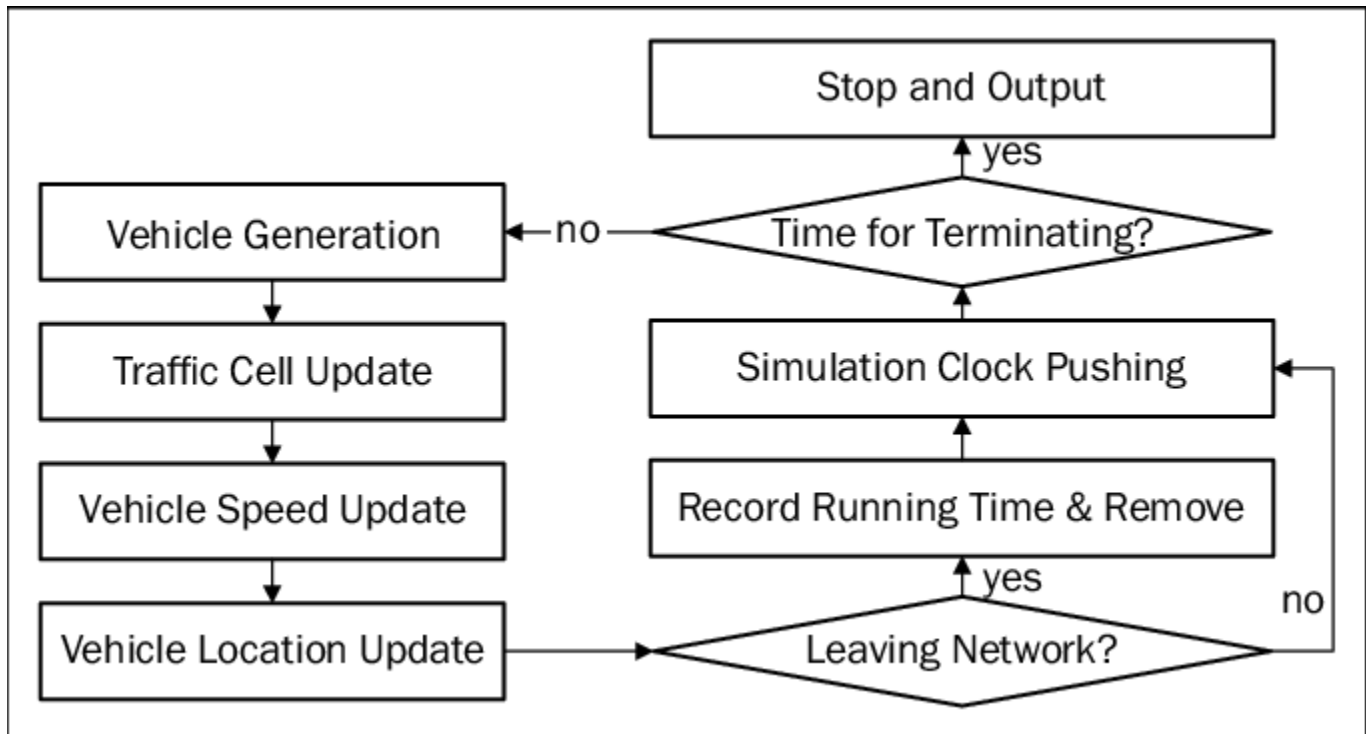 Stop and Output
yes
Vehicle Generation
no
Time for Terminating?
Traffic Cell Update
Simulation Clock Pushing
Vehicle Speed Update
Record Running Time & Remove
yes
no
Vehicle Location Update
Leaving Network?